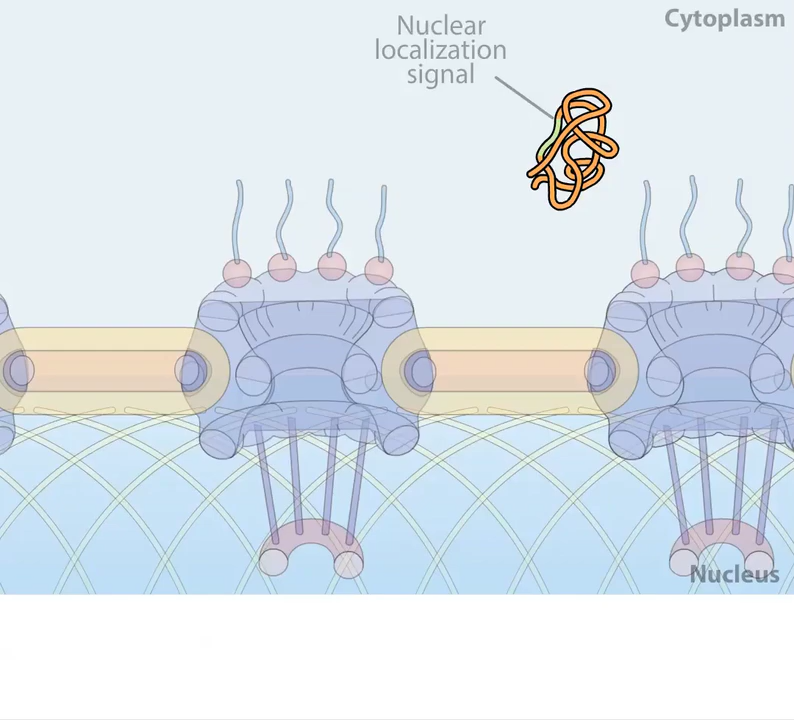 Cytoplasm
Nuclear
localization
signal
Nucleus